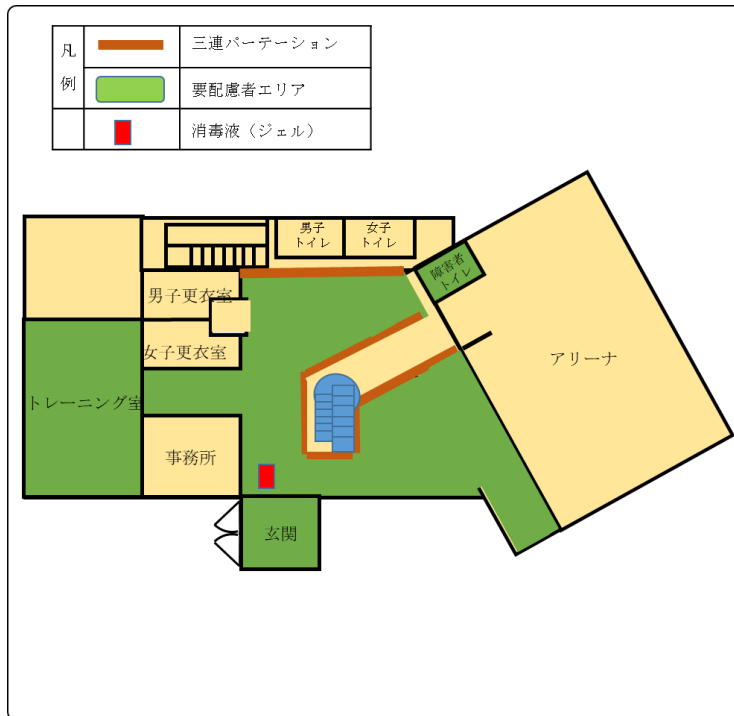 凡
例
三連パーテーション
要配慮者エリア
消毒液（ジェル）
男子
トイレ
女子
トイレ
障害者
トイレ
男子更衣室
女子更衣室
アリーナ
トレーニング室
事務所
玄関